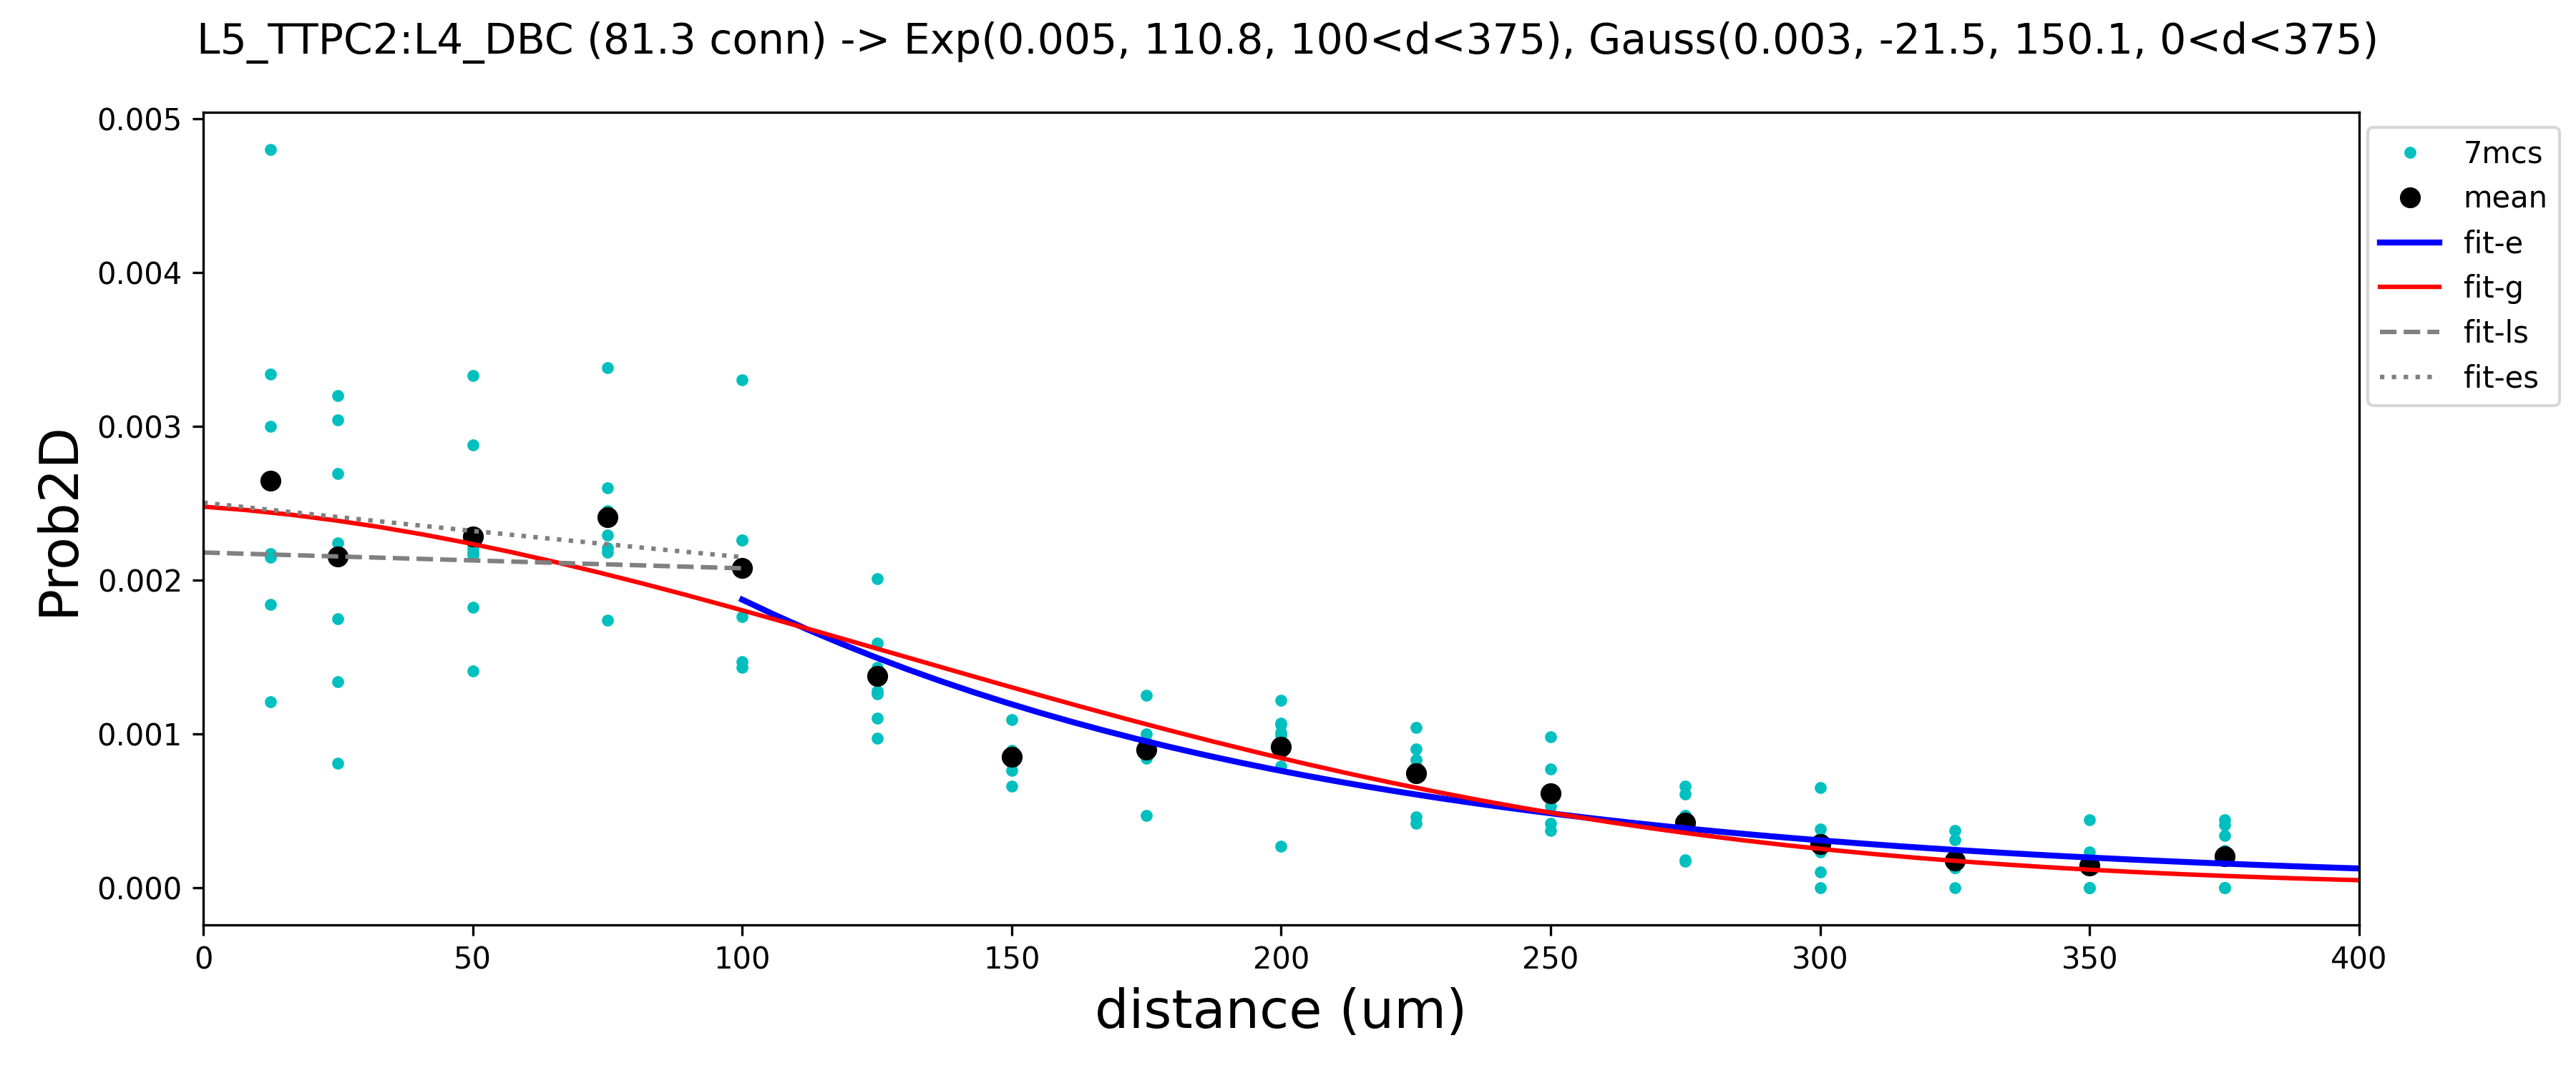 L5_TTPC2:L4_DBC (81.3 conn) -> Exp(0.005, 110.8, 100<d<375), Gauss(0.003, -21.5, 150.1, 0<d<375)
0.005
0.004
0.003
0.002
0.001
0.000
Prob2D
0 50 100 150 200 250 300 350 400
distance (um)
7mcs
mean
fit-e
fit-g
fit-ls
fit-es